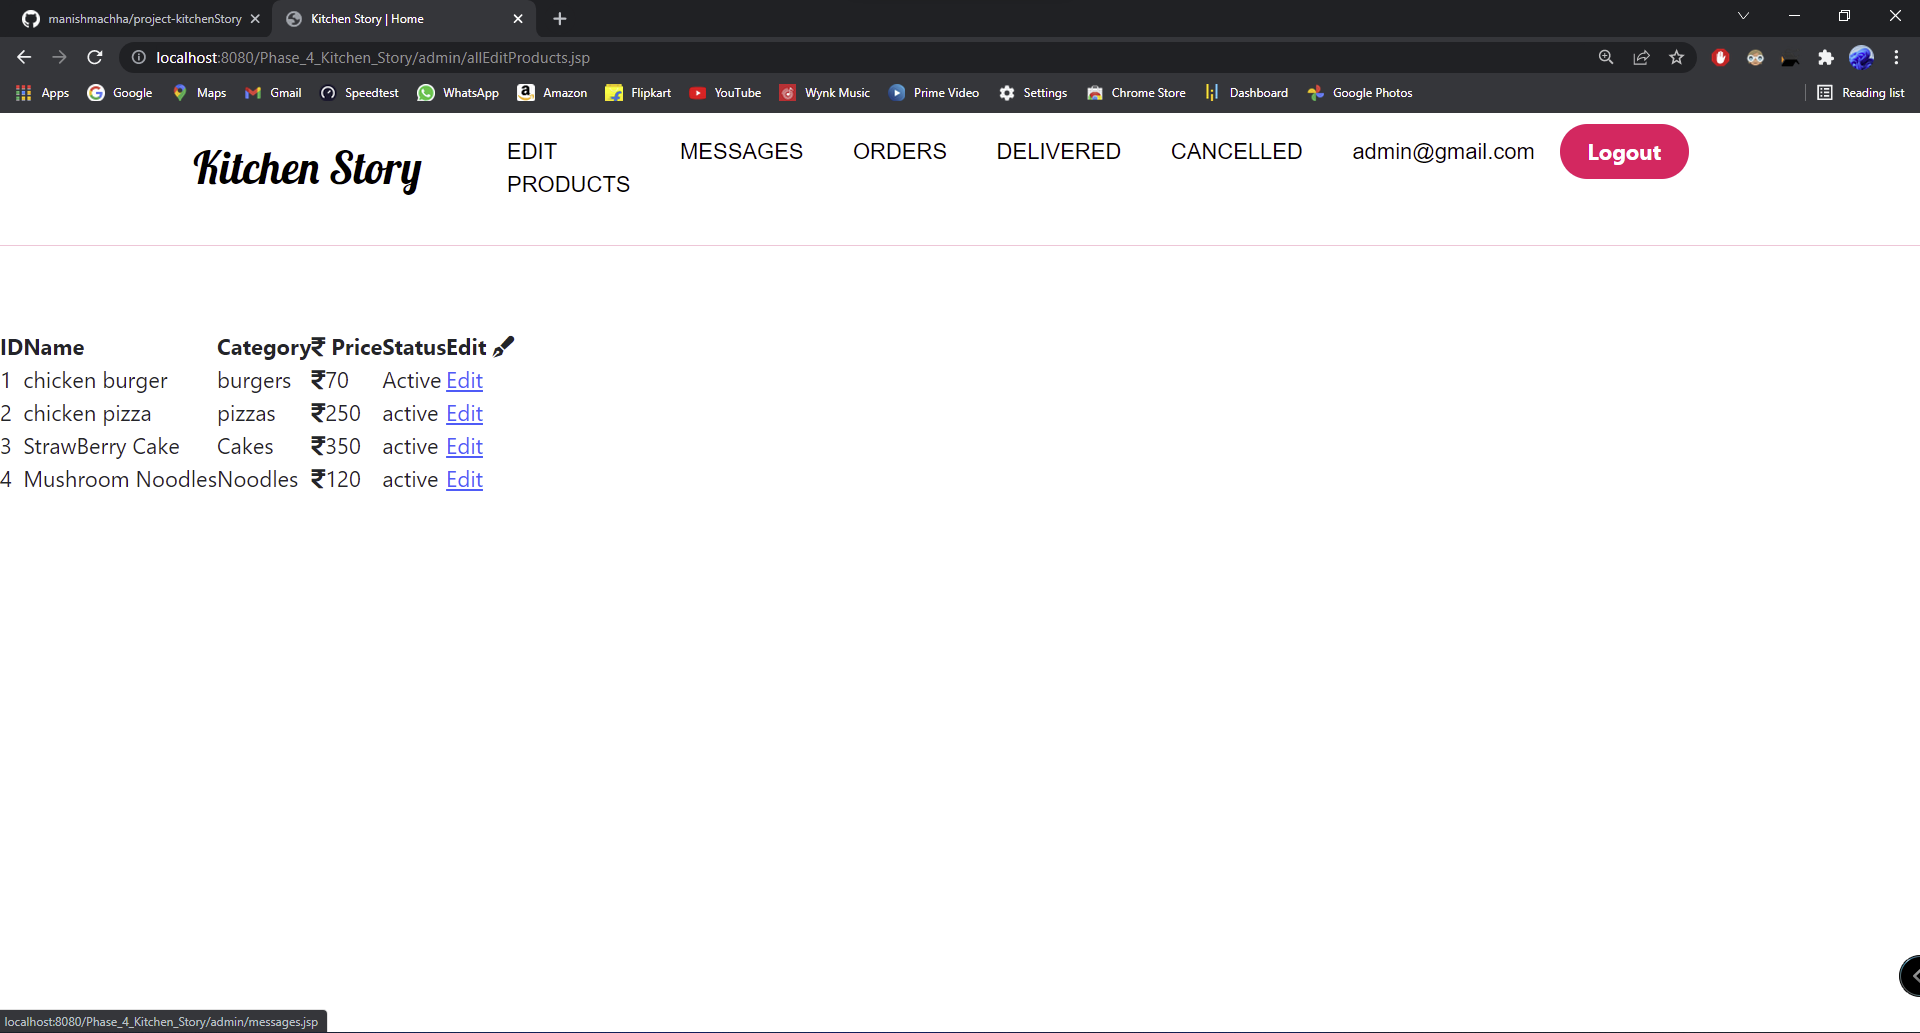 manishmachha/project-kitchenStory
Kitchen Story | Home
localhost:8080/Phase_4_Kitchen_Story/admin/allEditProducts.jsp
Apps Google Maps Gmail Speedtest WhatsApp Amazon Flipkart YouTube Wynk Music Prime Video Settings Chrome Store Dashboard Google Photos Reading list
Kitchen Story
EDIT PRODUCTS
MESSAGES
ORDERS
DELIVERED
CANCELLED
admin@gmail.com
Logout
ID Name Category ₹ Price Status Edit
1 chicken burger burgers ₹70 Active Edit
2 chicken pizza pizzas ₹250 active Edit
3 StrawBerry Cake Cakes ₹350 active Edit
4 Mushroom Noodles Noodles ₹120 active Edit
localhost:8080/Phase_4_Kitchen_Story/admin/messages.jsp